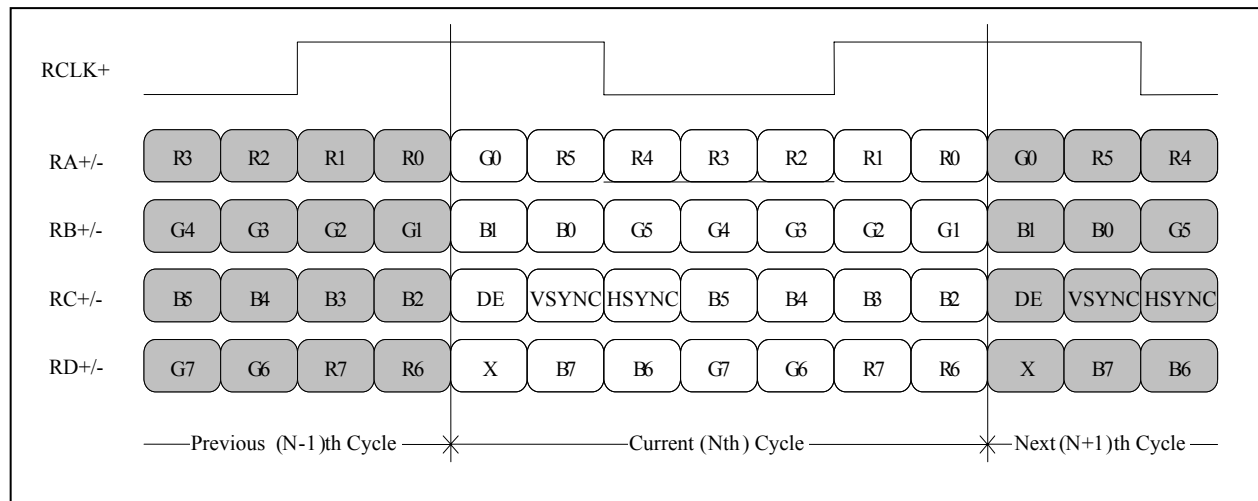 RCLK+
RA+/- R3 R2 R1 R0 G0 R5 R4 R3 R2 R1 R0 G0 R5 R4
RB+/- G4 G3 G2 G1 B1 B0 G5 G4 G3 G2 G1 B1 B0 G5
RC+/- B5 B4 B3 B2 DE VSYNC HSYNC B5 B4 B3 B2 DE VSYNC HSYNC
RD+/- G7 G6 R7 R6 X B7 B6 G7 G6 R7 R6 X B7 B6
Previous (N-1)th Cycle Current (Nth) Cycle Next (N+1)th Cycle